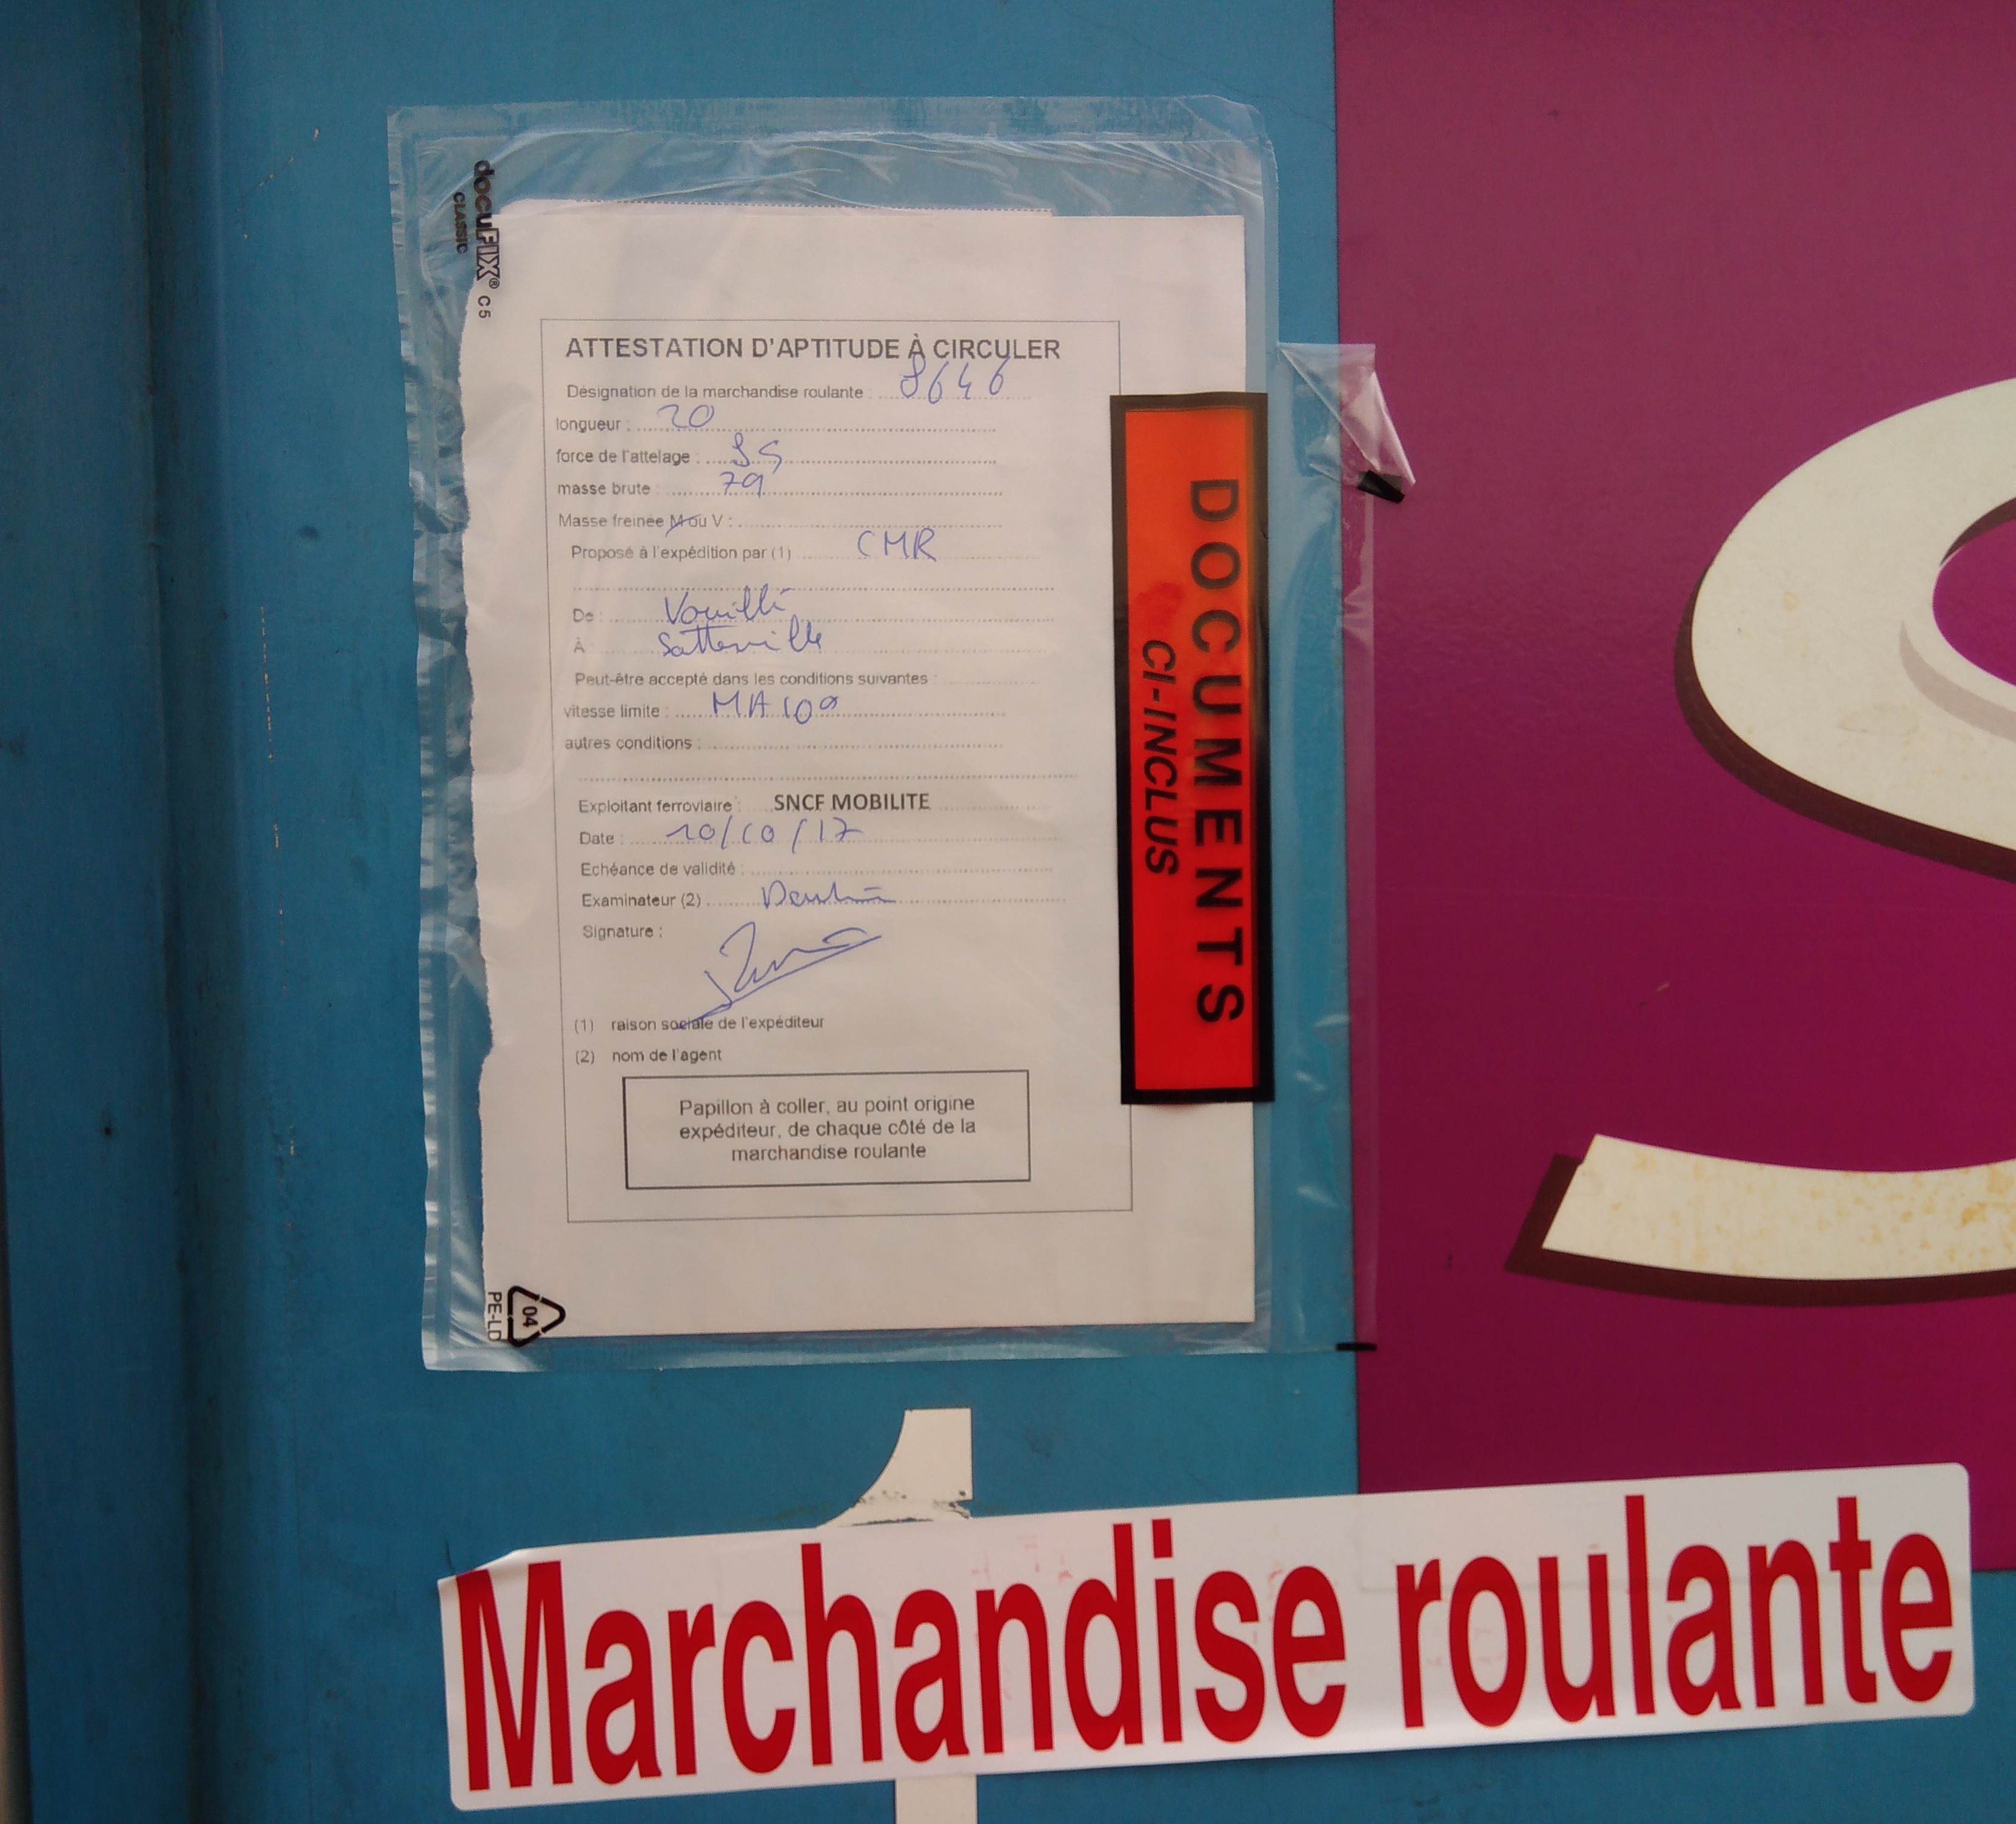 docuFIX® C5
CLASSIC
ATTESTATION D'APTITUDE À CIRCULER
Désignation de la marchandise roulante : 8646
longueur : 20
force de l'attelage : 85
masse brute : 79
Masse freinée M ou V :
Proposé à l'expédition par (1) CMR
De : Vouillé
À Sotteville
Peut-être accepté dans les conditions suivantes :
vitesse limite : MA 100
autres conditions :
Exploitant ferroviaire : SNCF MOBILITE
Date : 10/10/17
Echéance de validité :
Examinateur (2)
Signature :
(1) raison sociale de l'expéditeur
(2) nom de l'agent
Papillon à coller, au point origine
expéditeur, de chaque côté de la
marchandise roulante
DOCUMENTS
CI-INCLUS
04
PE-LD
1
Marchandise roulante